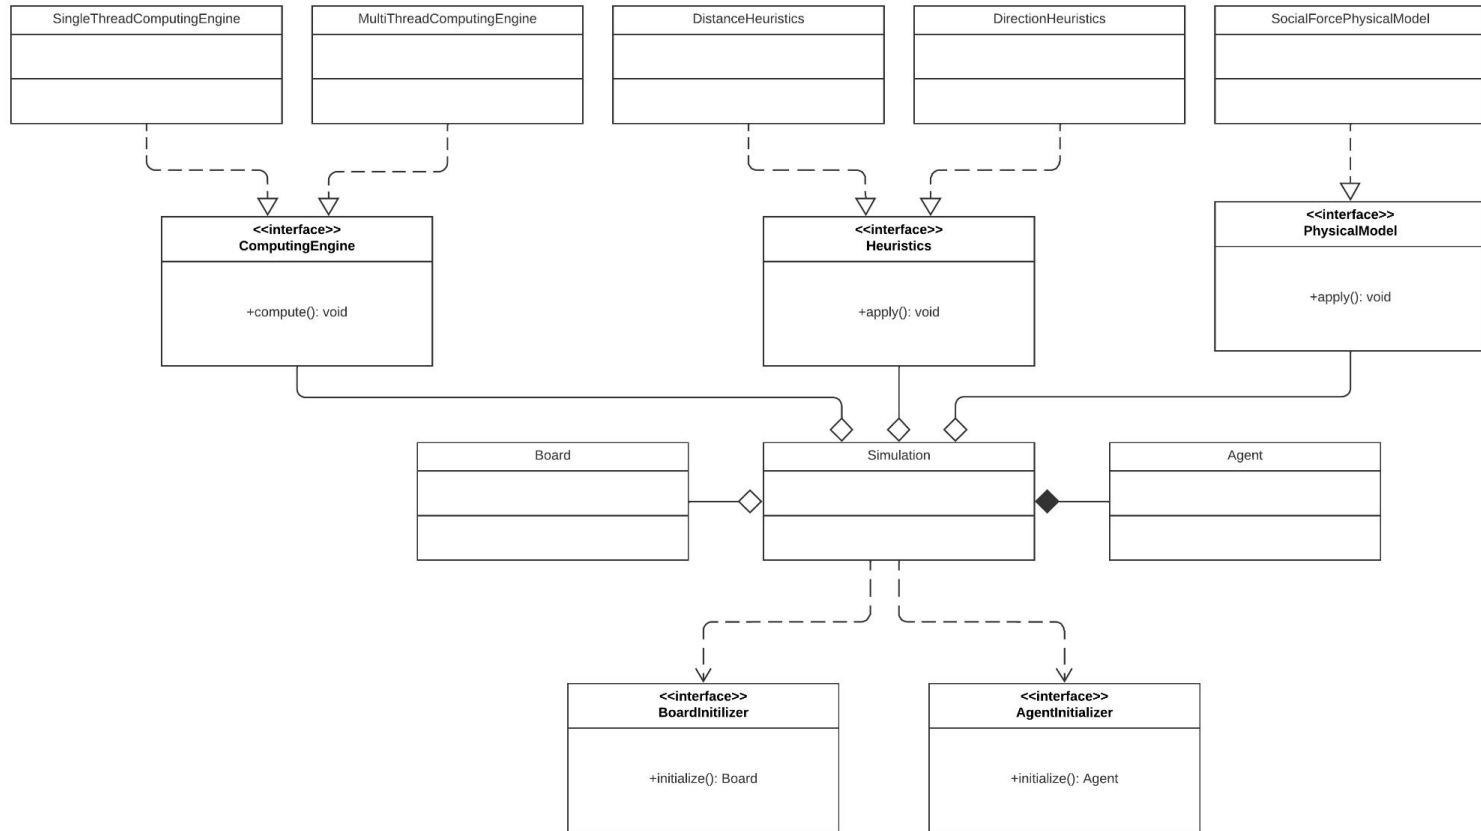 SingleThreadComputingEngine
MultiThreadComputingEngine
DistanceHeuristics
DirectionHeuristics
SocialForcePhysicalModel
<<interface>>
ComputingEngine
+compute(): void
<<interface>>
Heuristics
+apply(): void
<<interface>>
PhysicalModel
+apply(): void
Board
Simulation
Agent
<<interface>>
BoardInitilizer
+initialize(): Board
<<interface>>
AgentInitializer
+initialize(): Agent